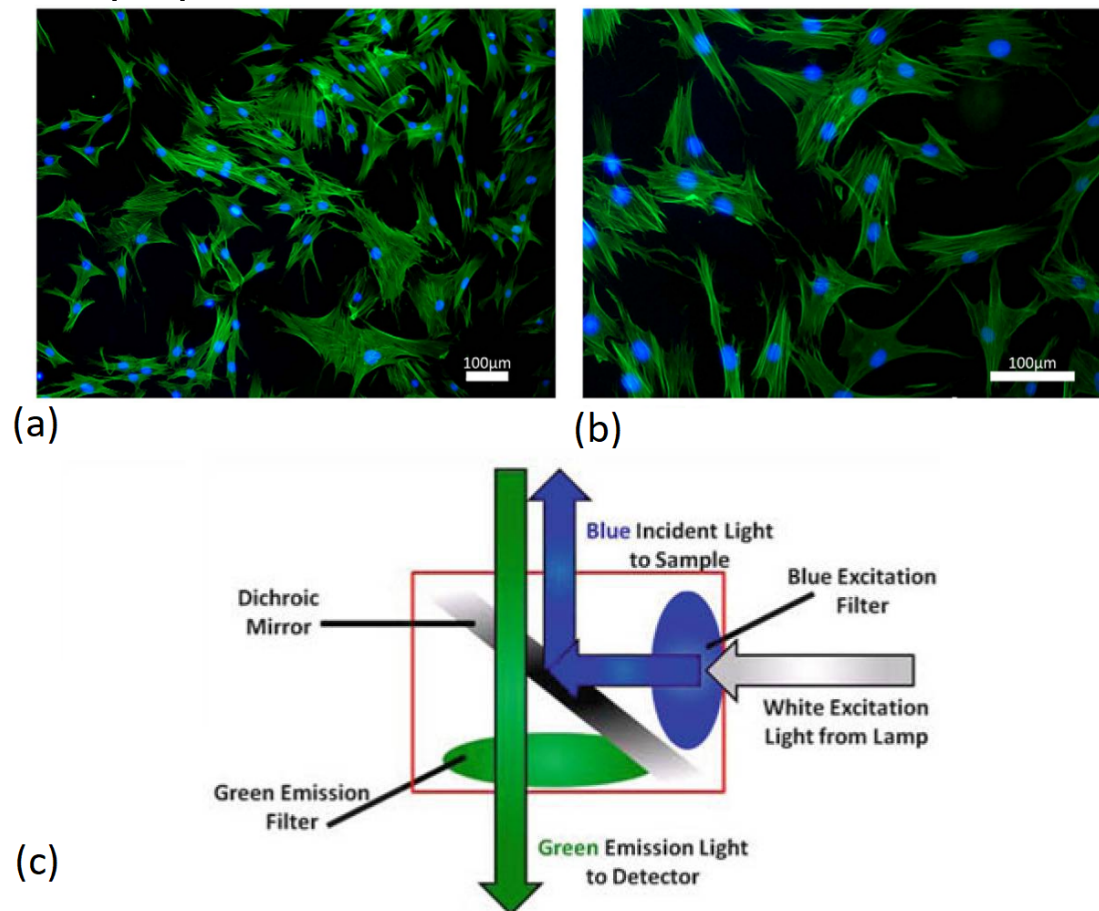 100μm
100μm
(a)
(b)
Blue Incident Light
to Sample
Blue Excitation
Filter
Dichroic
Mirror
White Excitation
Light from Lamp
Green Emission
Filter
Green Emission Light
to Detector
(c)